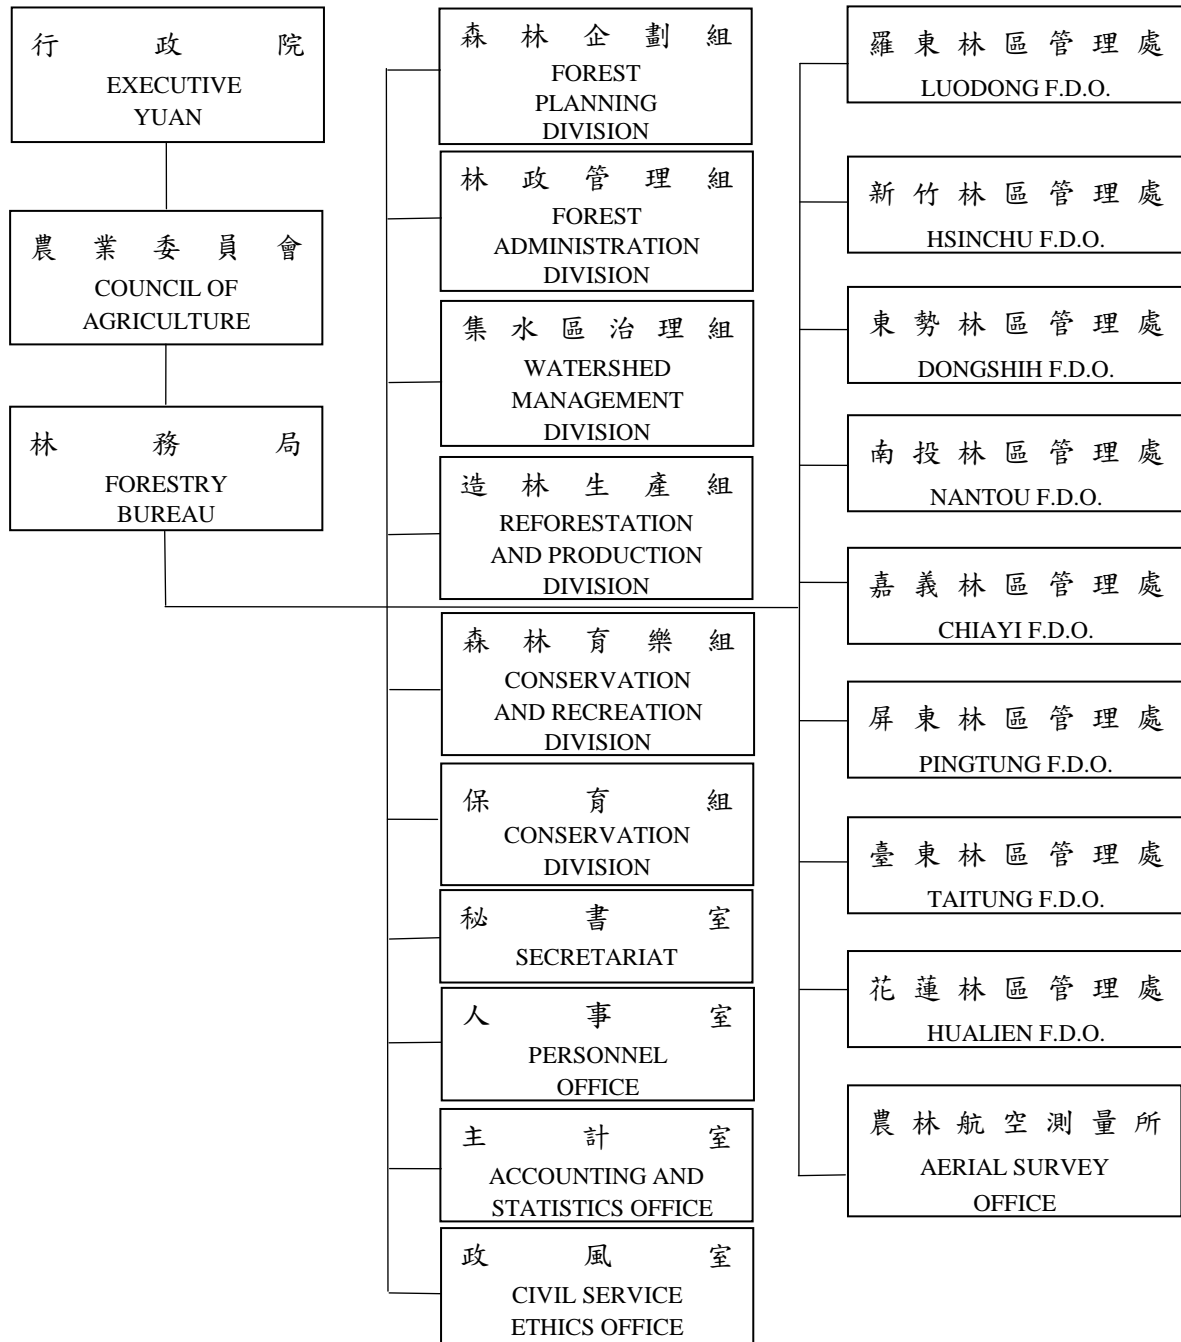 行政院
EXECUTIVE
YUAN
農業委員會
COUNCIL OF
AGRICULTURE
林務局
FORESTRY
BUREAU
森林企劃組
FOREST
PLANNING
DIVISION
林政管理組
FOREST
ADMINISTRATION
DIVISION
集水區治理組
WATERSHED
MANAGEMENT
DIVISION
造林生產組
REFORESTATION
AND PRODUCTION
DIVISION
森林育樂組
CONSERVATION
AND RECREATION
DIVISION
保育組
CONSERVATION
DIVISION
秘書室
SECRETARIAT
人事室
PERSONNEL
OFFICE
主計室
ACCOUNTING AND
STATISTICS OFFICE
政風室
CIVIL SERVICE
ETHICS OFFICE
羅東林區管理處
LUODONG F.D.O.
新竹林區管理處
HSINCHU F.D.O.
東勢林區管理處
DONGSHIH F.D.O.
南投林區管理處
NANTOU F.D.O.
嘉義林區管理處
CHIAYI F.D.O.
屏東林區管理處
PINGTUNG F.D.O.
臺東林區管理處
TAITUNG F.D.O.
花蓮林區管理處
HUALIEN F.D.O.
農林航空測量所
AERIAL SURVEY
OFFICE